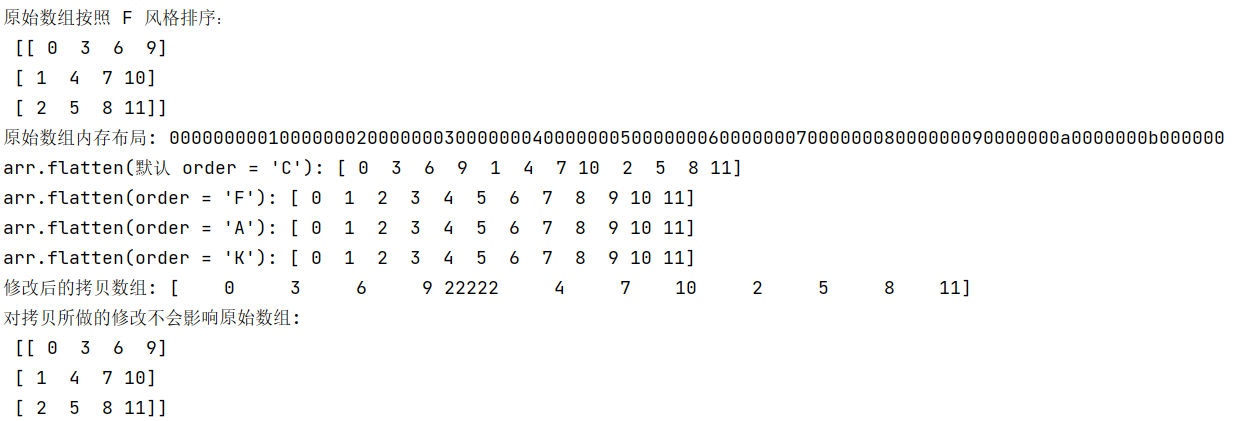 原始数组按照 F 风格排序:
[[ 0  3  6  9]
[ 1  4  7 10]
[ 2  5  8 11]]
原始数组内存布局: 000000000100000002000000030000000400000005000000060000000700000008000000090000000a0000000b000000
arr.flatten(默认 order = 'C'): [ 0  3  6  9  1  4  7 10  2  5  8 11]
arr.flatten(order = 'F'): [ 0  1  2  3  4  5  6  7  8  9 10 11]
arr.flatten(order = 'A'): [ 0  1  2  3  4  5  6  7  8  9 10 11]
arr.flatten(order = 'K'): [ 0  1  2  3  4  5  6  7  8  9 10 11]
修改后的拷贝数组: [    0     3     6     9 22222     4     7    10     2     5     8    11]
对拷贝所做的修改不会影响原始数组:
[[ 0  3  6  9]
[ 1  4  7 10]
[ 2  5  8 11]]